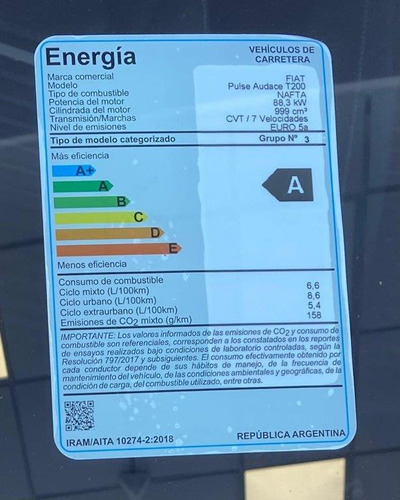 Energía VEHÍCULOS DE CARRETERA
Marca comercial FIAT
Modelo Pulse Audace T200
Tipo de combustible NAFTA
Potencia del motor 88,3 kW
Cilindrada del motor 999 cm³
Transmisión/Marchas CVT / 7 Velocidades
Nivel de emisiones EURO 5a
Tipo de modelo categorizado Grupo Nº 3
Más eficiencia
A+
A
A
B
C
D
E
Menos eficiencia
Consumo de combustible
Ciclo mixto (L/100km) 6,6
Ciclo urbano (L/100km) 8,6
Ciclo extraurbano (L/100km) 5,4
Emisiones de CO2 mixto (g/km) 158
IMPORTANTE: Los valores informados de las emisiones de CO2 y consumo de
combustible son referenciales, corresponden a los constatados en los reportes
de ensayos realizados bajo condiciones de laboratorio controladas, según la
Resolución 797/2017 y subsiguientes. El consumo efectivamente obtenido por
cada conductor depende de sus hábitos de manejo, de la frecuencia de
mantenimiento del vehículo, de las condiciones ambientales y geográficas, de la
condición de carga, del combustible utilizado, entre otras.
IRAM/AITA 10274-2:2018 REPÚBLICA ARGENTINA